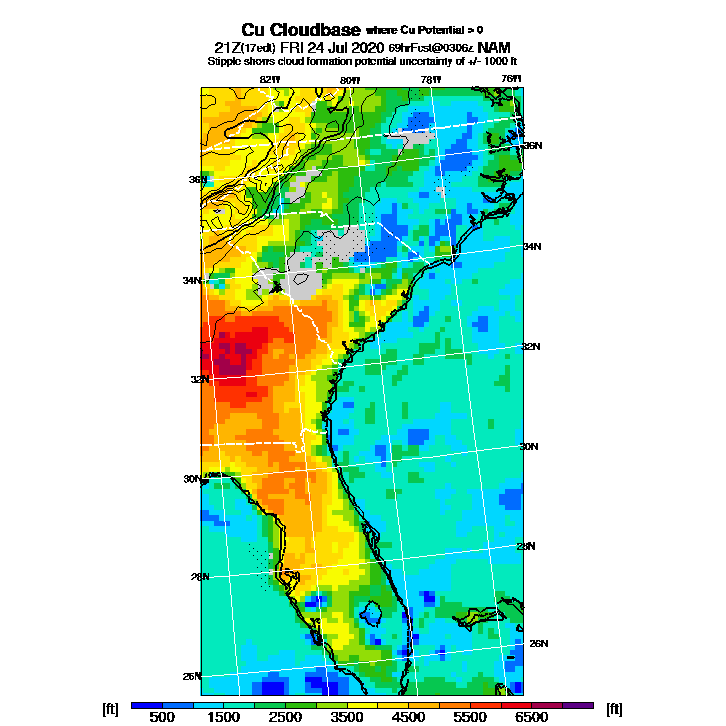 Cu Cloudbase where Cu Potential > 0
21Z(17edt) FRI 24 Jul 2020 69hrFcst@0306z NAM
Stipple shows cloud formation potential uncertainty of +/- 1000 ft
82W 80W 78W 76W
36N 36N
34N 34N
32N 32N
30N 30N
28N 28N
26N 26N
[ft] 500 1500 2500 3500 4500 5500 6500 [ft]